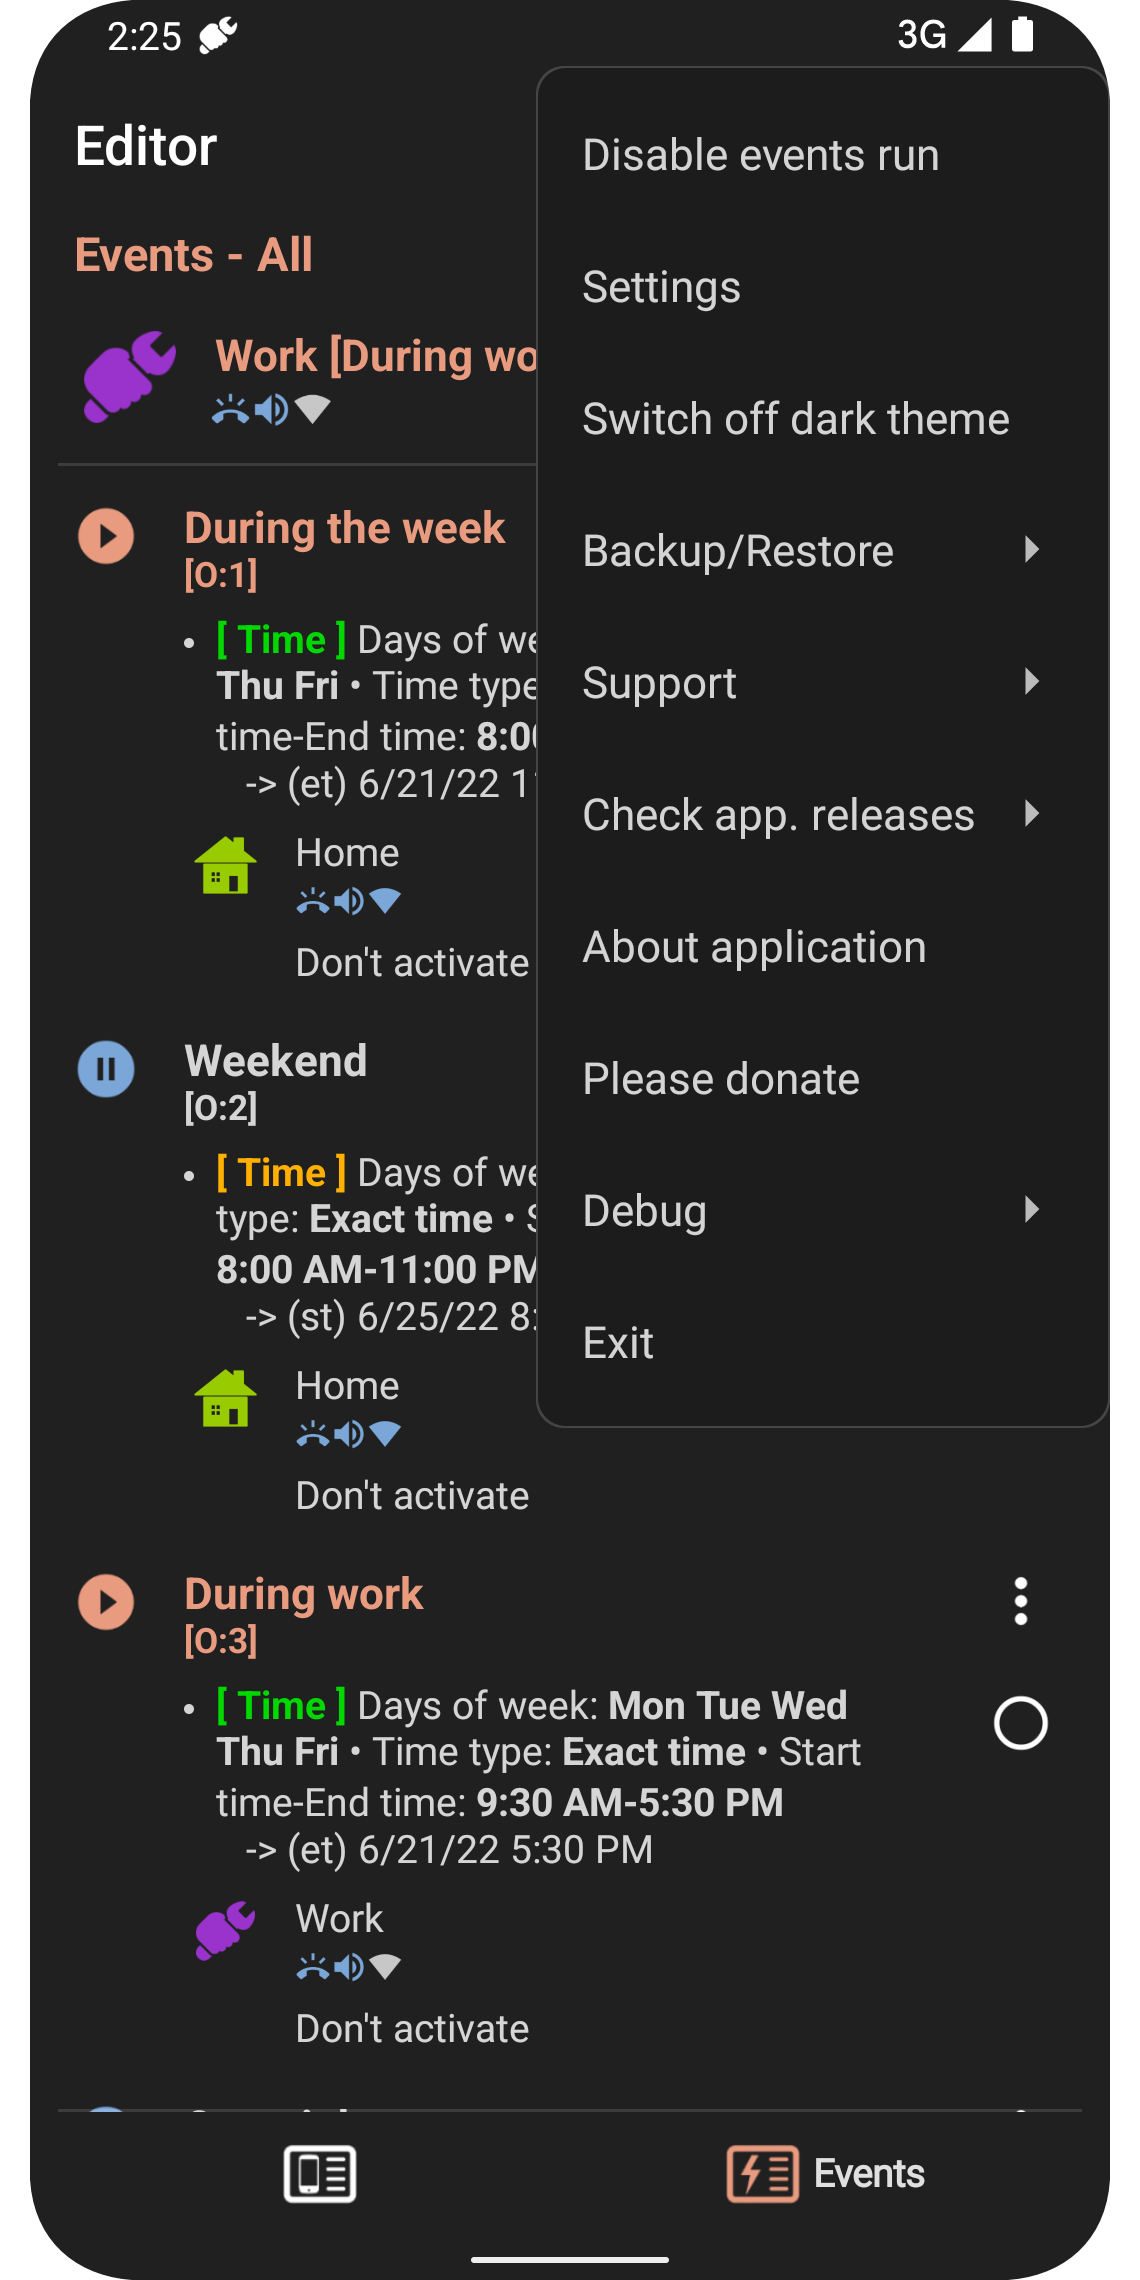 2:25
3G
Editor
Disable events run
Events - All
Settings
Work [During wo
Switch off dark theme
During the week
[O:1]
Backup/Restore
[ Time ] Days of we
Thu Fri • Time type
Support
time-End time: 8:00
-> (et) 6/21/22 1
Check app. releases
Home
About application
Don't activate
Weekend
[O:2]
Please donate
[ Time ] Days of we
type: Exact time •
Debug
8:00 AM-11:00 PM
-> (st) 6/25/22 8:
Exit
Home
Don't activate
During work
[O:3]
[ Time ] Days of week: Mon Tue Wed
Thu Fri • Time type: Exact time • Start
time-End time: 9:30 AM-5:30 PM
-> (et) 6/21/22 5:30 PM
Work
Don't activate
Events